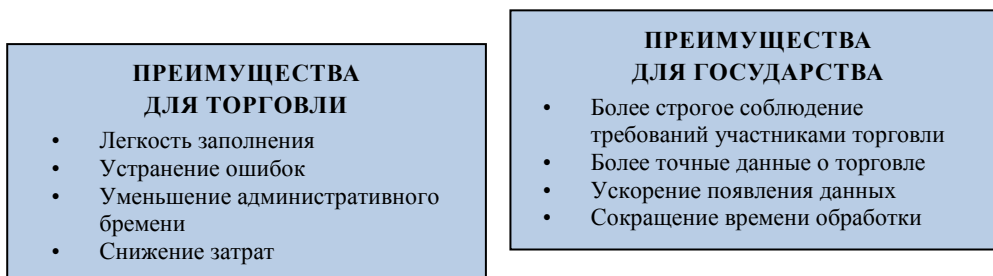 ПРЕИМУЩЕСТВА
ДЛЯ ТОРГОВЛИ
• Легкость заполнения
• Устранение ошибок
• Уменьшение административного
бремени
• Снижение затрат
ПРЕИМУЩЕСТВА
ДЛЯ ГОСУДАРСТВА
• Более строгое соблюдение
требований участниками торговли
• Более точные данные о торговле
• Ускорение появления данных
• Сокращение времени обработки